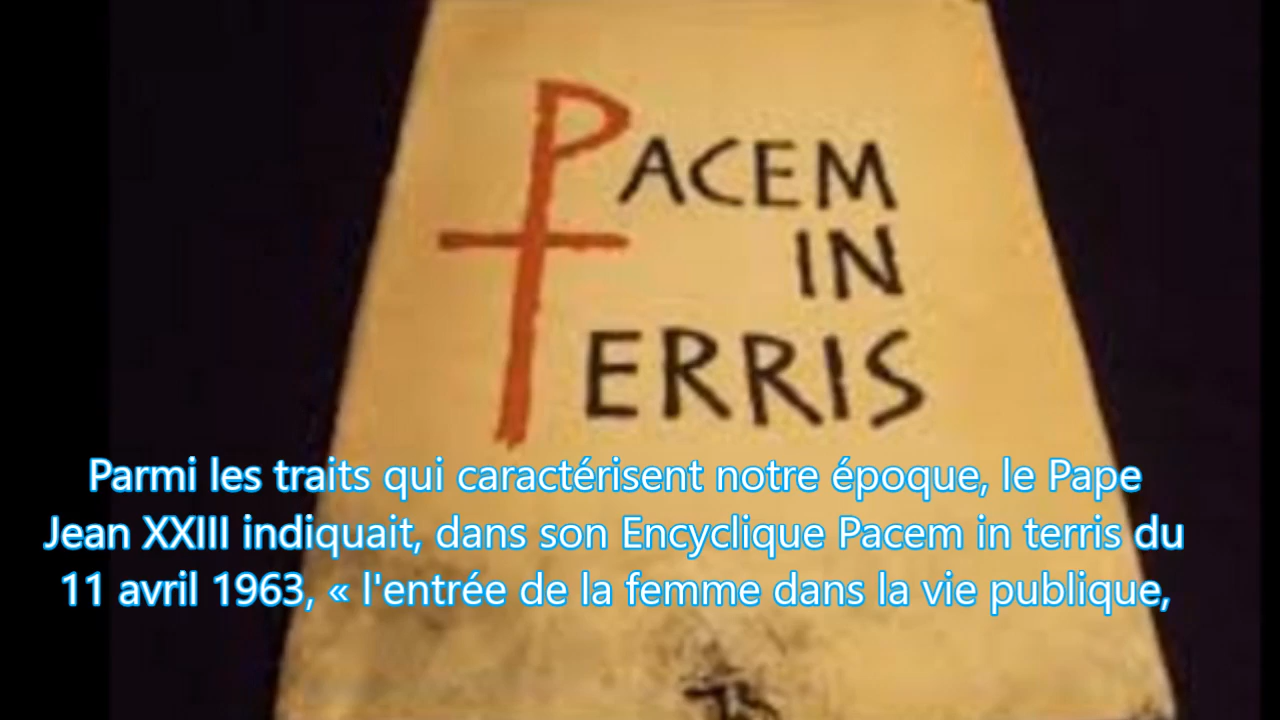 PACEM
IN
TERRIS
Parmi les traits qui caractérisent notre époque, le Pape
Jean XXIII indiquait, dans son Encyclique Pacem in terris du
11 avril 1963, « l'entrée de la femme dans la vie publique,